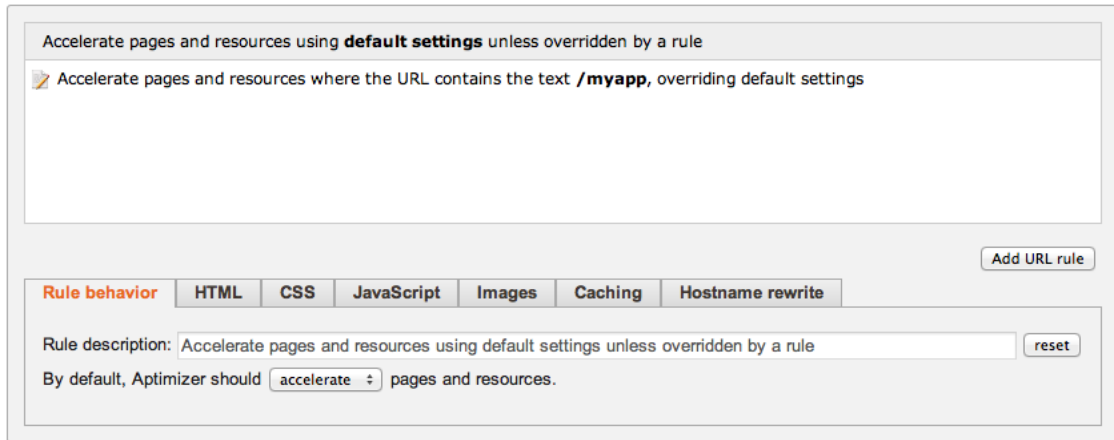 Accelerate pages and resources using default settings unless overridden by a rule
Accelerate pages and resources where the URL contains the text /myapp, overriding default settings
Add URL rule
Rule behavior HTML CSS JavaScript Images Caching Hostname rewrite
Rule description: Accelerate pages and resources using default settings unless overridden by a rule reset
By default, Aptimizer should accelerate pages and resources.